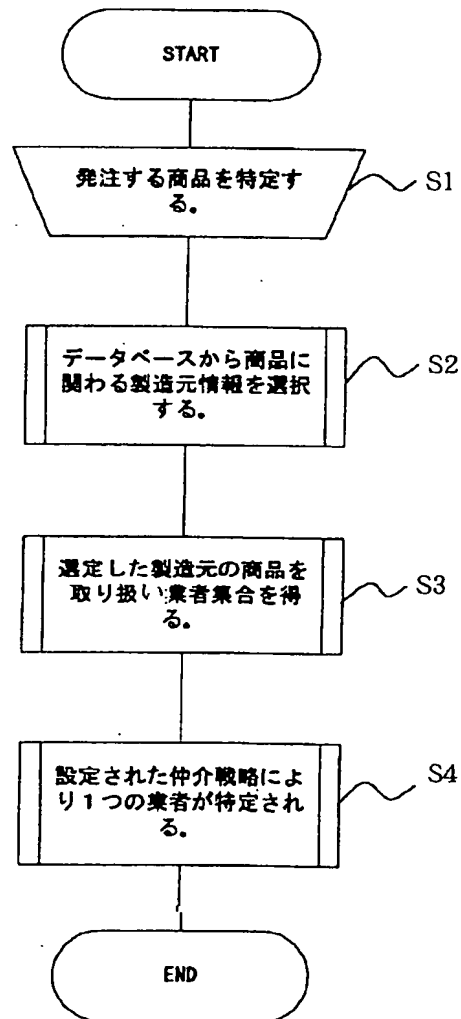 START
発注する商品を特定す
る。
S1
データベースから商品に
関わる製造元情報を選択
する。
S2
選定した製造元の商品を
取り扱い業者集合を得
る。
S3
設定された仲介戦略によ
り1つの業者が特定され
る。
S4
END